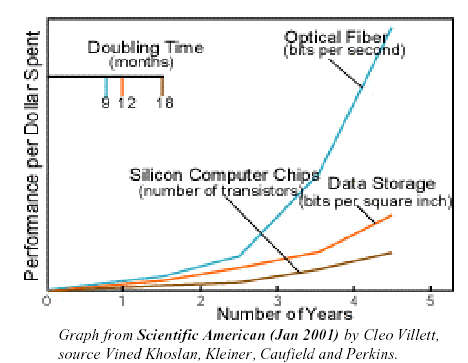 Optical Fiber
(bits per second)
Doubling Time
(months)
9 12 18
Performance per Dollar Spent
Silicon Computer Chips
(number of transistors)
Data Storage
(bits per square inch)
0 1 2 3 4 5
Number of Years
Graph from Scientific American (Jan 2001) by Cleo Villett,
source Vined Khoslan, Kleiner, Caufield and Perkins.